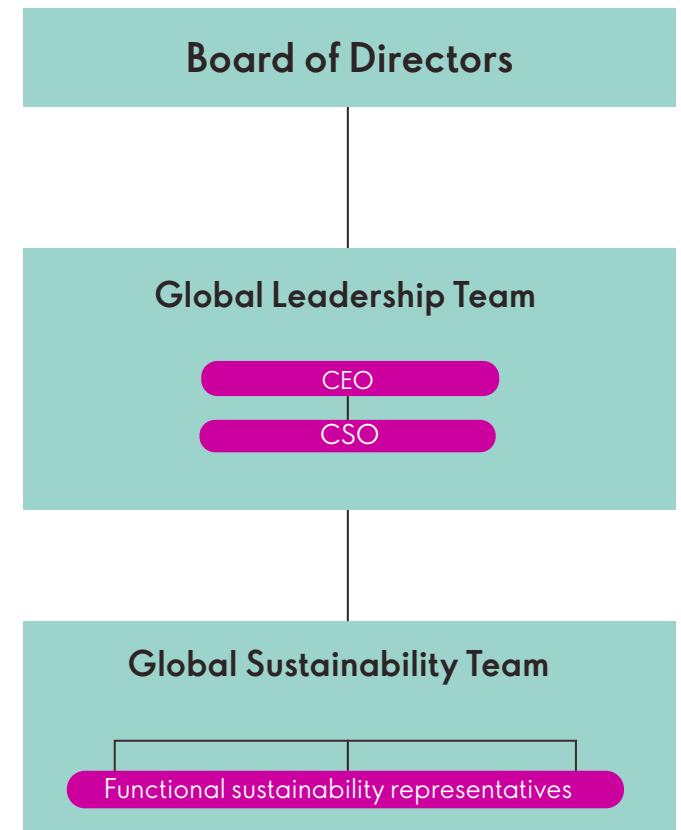 Board of Directors
Global Leadership Team
CEO
CSO
Global Sustainability Team
Functional sustainability representatives